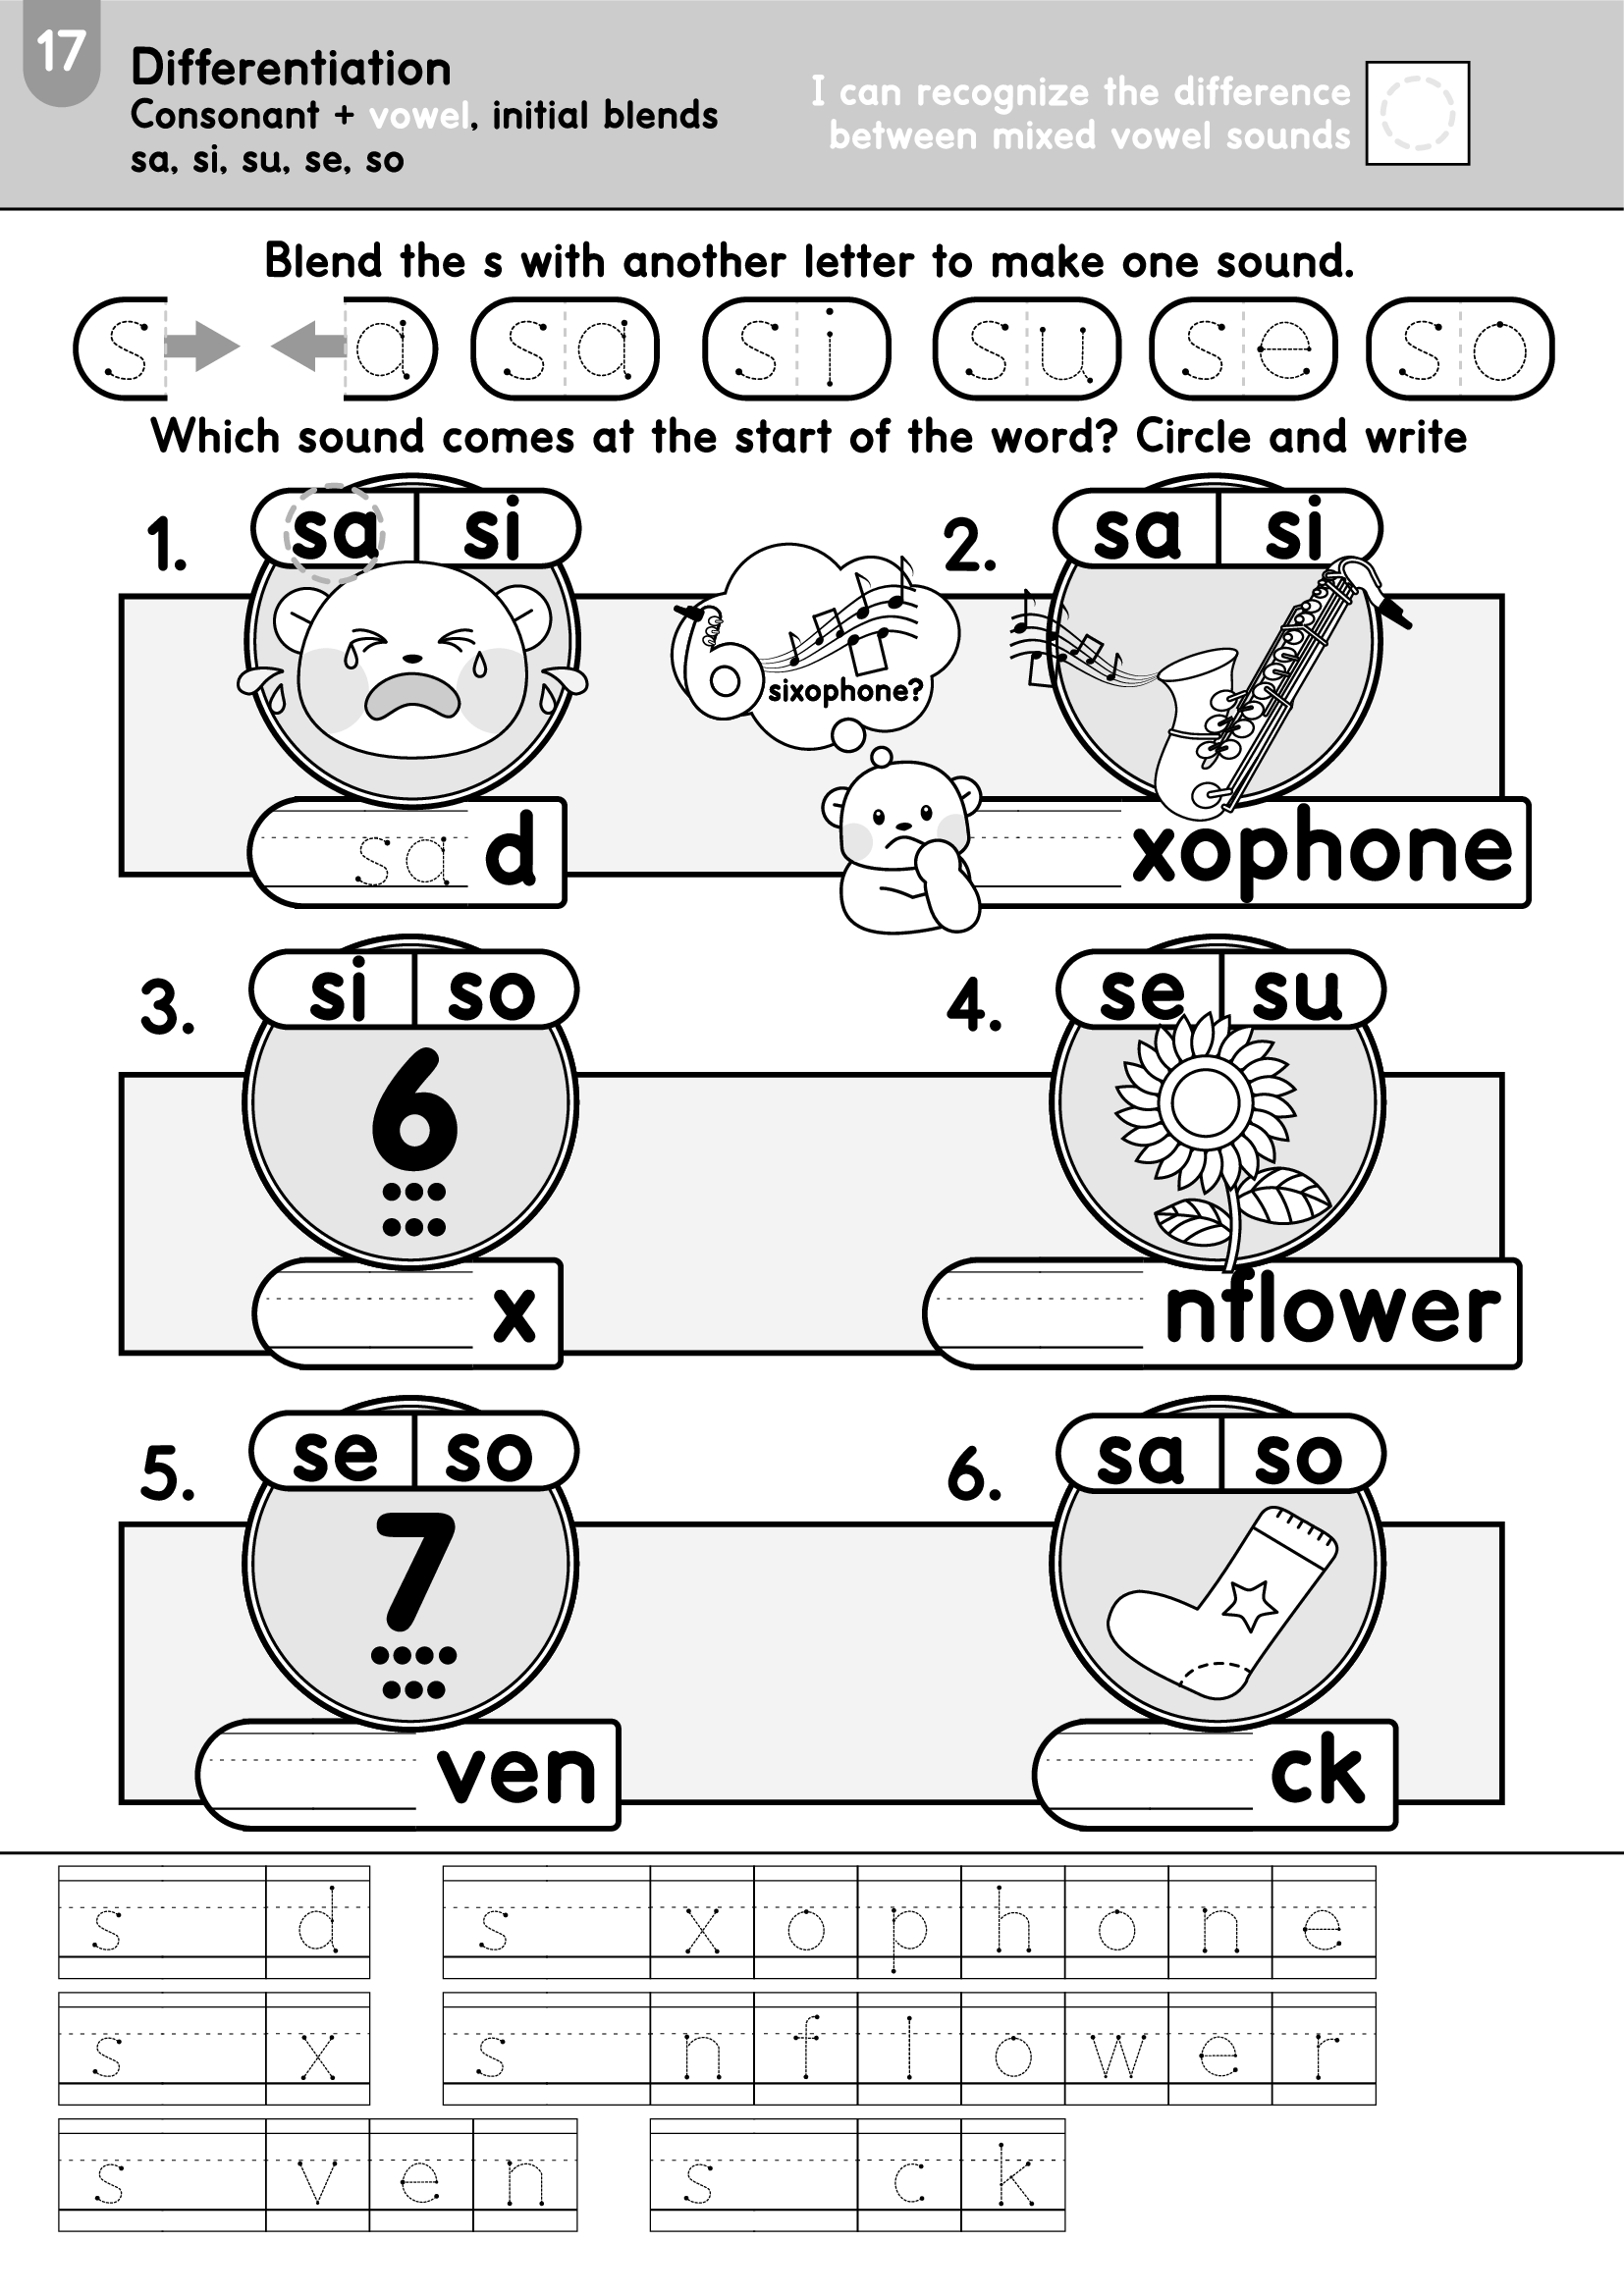 17
Differentiation
Consonant + vowel, initial blends
sa, si, su, se, so
I can recognize the difference
between mixed vowel sounds
Blend the s with another letter to make one sound.
s a sa si su se so
Which sound comes at the start of the word? Circle and write
1. sa si
2. sa si
sixophone?
sa d
xophone
3. si so
4. se su
6
x
nflower
5. se so
6. sa so
7
ven
ck
s d s x o p h o n e
s x s n f l o w e r
s v e n s c k